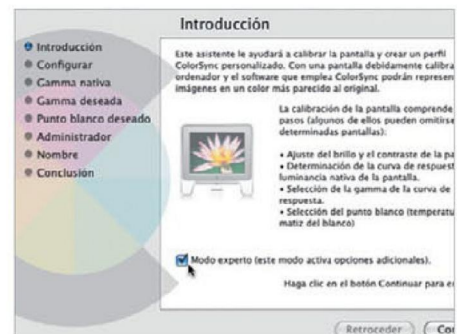 Introducción
Introducción
Configurar
Gamma nativa
Gamma deseada
Punto blanco deseado
Administrador
Nombre
Conclusión
Este asistente le ayudará a calibrar la pantalla y crear un perfil
ColorSync personalizado. Con una pantalla debidamente calibra
ordenador y el software que emplea ColorSync podrán represen
imágenes en un color más parecido al original.
La calibración de la pantalla comprende
pasos (algunos de ellos pueden omitirse
determinadas pantallas):
• Ajuste del brillo y el contraste de la pa
• Determinación de la curva de respuest
luminancia nativa de la pantalla.
• Selección de la gamma de la curva de
respuesta.
• Selección del punto blanco (temperatu
matiz del blanco)
Modo experto (este modo activa opciones adicionales).
Haga clic en el botón Continuar para e
Retroceder
Co